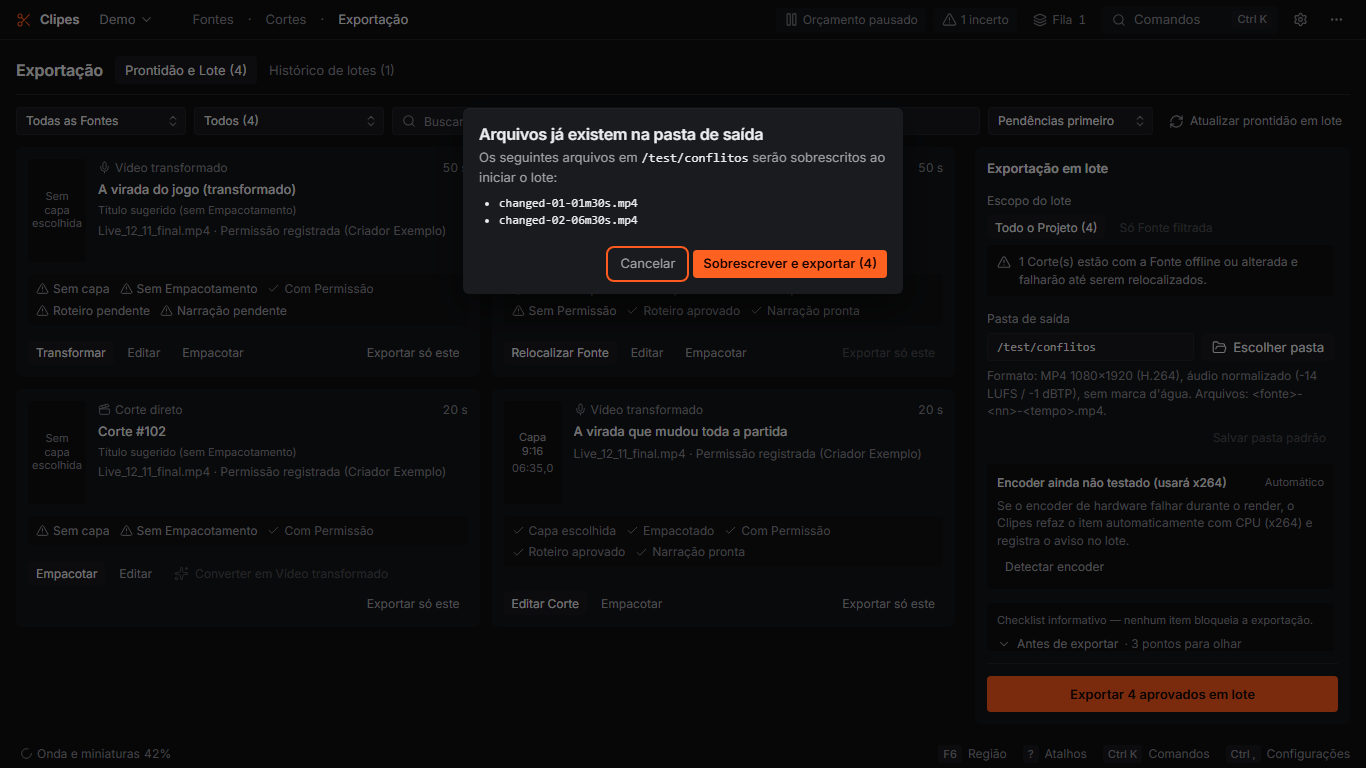 Clipes
Demo
Fontes · Cortes · Exportação
Orçamento pausado
1 incerto
Fila 1
Comandos Ctrl K
Exportação
Prontidão e Lote (4)
Histórico de lotes (1)
Todas as Fontes
Todos (4)
Buscar
Pendências primeiro
Atualizar prontidão em lote
Arquivos já existem na pasta de saída
Os seguintes arquivos em /test/conflitos serão sobrescritos ao
iniciar o lote:
• changed-01-01m30s.mp4
• changed-02-06m30s.mp4
Cancelar
Sobrescrever e exportar (4)
Sem
capa
escolhida
Vídeo transformado
50 s
A virada do jogo (transformado)
Título sugerido (sem Empacotamento)
Live_12_11_final.mp4 · Permissão registrada (Criador Exemplo)
Sem capa
Sem Empacotamento
Com Permissão
Roteiro pendente
Narração pendente
Transformar
Editar
Empacotar
Exportar só este
50 s
Sem Permissão
Roteiro aprovado
Narração pronta
Relocalizar Fonte
Editar
Empacotar
Exportar só este
Sem
capa
escolhida
Corte direto
20 s
Corte #102
Título sugerido (sem Empacotamento)
Live_12_11_final.mp4 · Permissão registrada (Criador Exemplo)
Sem capa
Sem Empacotamento
Com Permissão
Empacotar
Editar
Converter em Vídeo transformado
Exportar só este
Capa
9:16
06:35,0
Vídeo transformado
20 s
A virada que mudou toda a partida
Live_12_11_final.mp4 · Permissão registrada (Criador Exemplo)
Capa escolhida
Empacotado
Com Permissão
Roteiro aprovado
Narração pronta
Editar Corte
Empacotar
Exportar só este
Exportação em lote
Escopo do lote
Todo o Projeto (4)
Só Fonte filtrada
1 Corte(s) estão com a Fonte offline ou alterada e
falharão até serem relocalizados.
Pasta de saída
/test/conflitos
Escolher pasta
Formato: MP4 1080×1920 (H.264), áudio normalizado (-14
LUFS / -1 dBTP), sem marca d'água. Arquivos: <fonte>-
<nn>-<tempo>.mp4.
Salvar pasta padrão
Encoder ainda não testado (usará x264)
Automático
Se o encoder de hardware falhar durante o render, o
Clipes refaz o item automaticamente com CPU (x264) e
registra o aviso no lote.
Detectar encoder
Checklist informativo — nenhum item bloqueia a exportação.
Antes de exportar · 3 pontos para olhar
Exportar 4 aprovados em lote
Onda e miniaturas 42%
F6 Região
? Atalhos
Ctrl K Comandos
Ctrl , Configurações